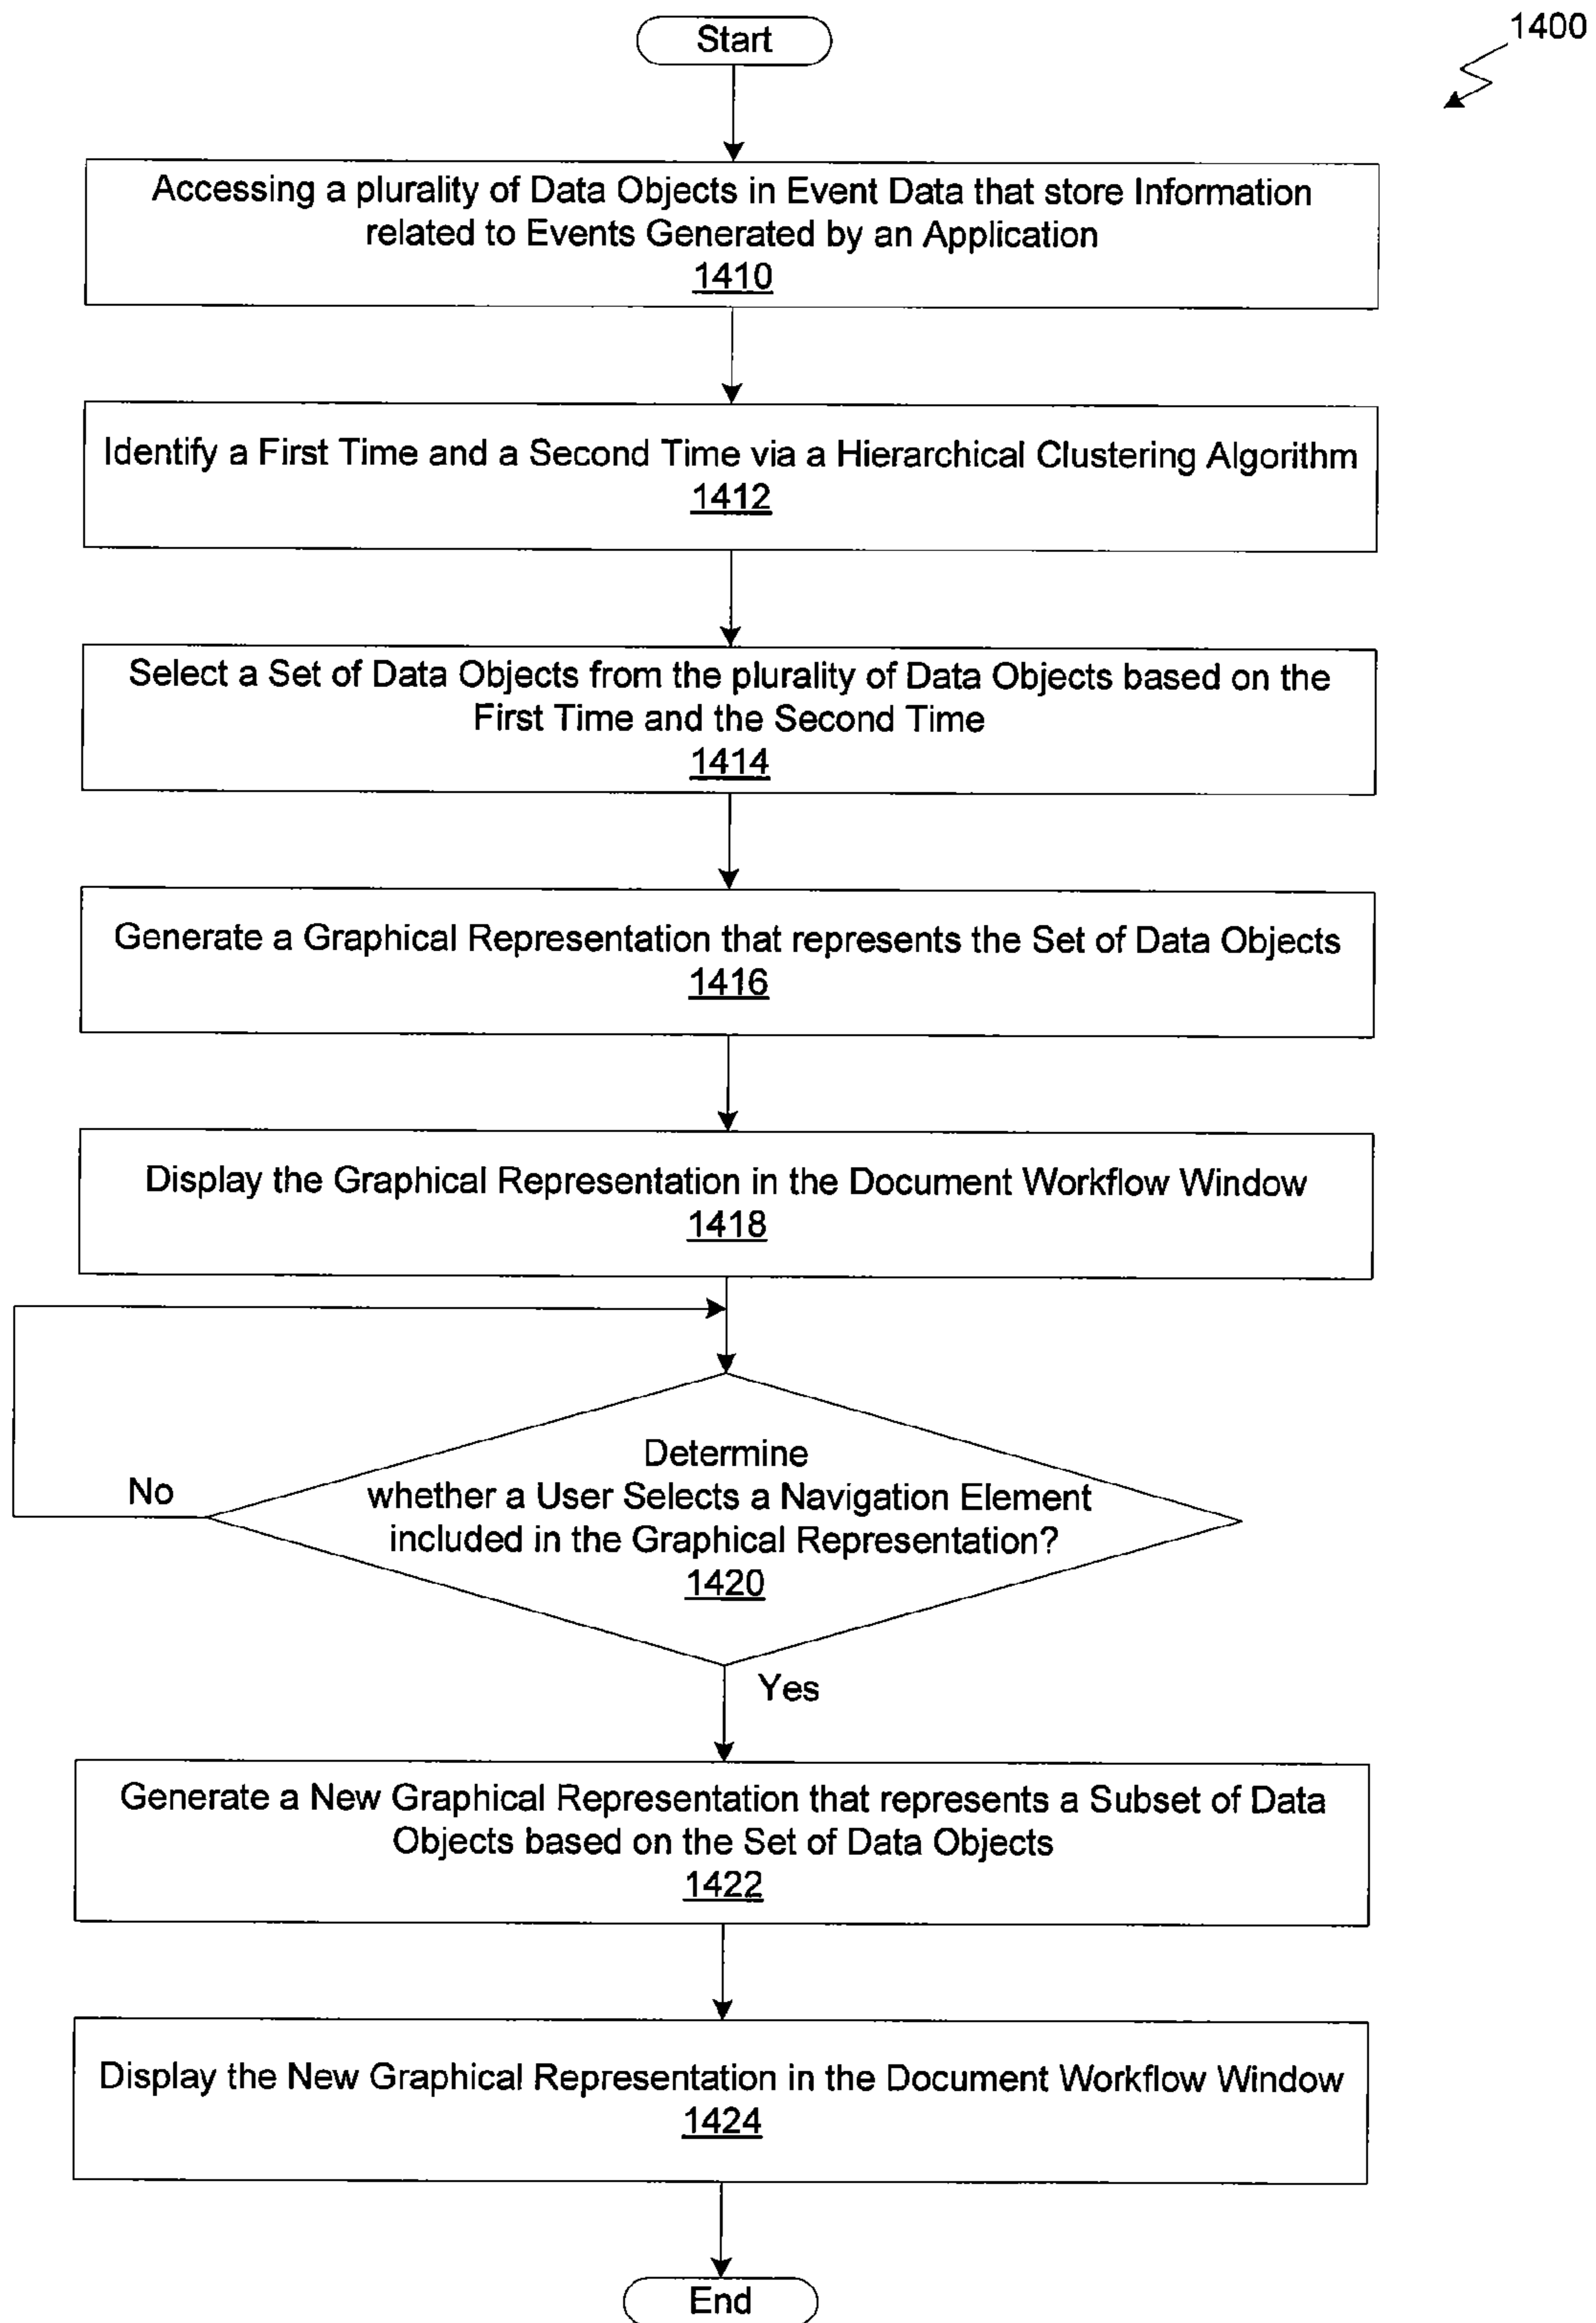 1400
Start
Accessing a plurality of Data Objects in Event Data that store Information
related to Events Generated by an Application
1410
Identify a First Time and a Second Time via a Hierarchical Clustering Algorithm
1412
Select a Set of Data Objects from the plurality of Data Objects based on the
First Time and the Second Time
1414
Generate a Graphical Representation that represents the Set of Data Objects
1416
Display the Graphical Representation in the Document Workflow Window
1418
Determine
whether a User Selects a Navigation Element
included in the Graphical Representation?
1420
No
Yes
Generate a New Graphical Representation that represents a Subset of Data
Objects based on the Set of Data Objects
1422
Display the New Graphical Representation in the Document Workflow Window
1424
End